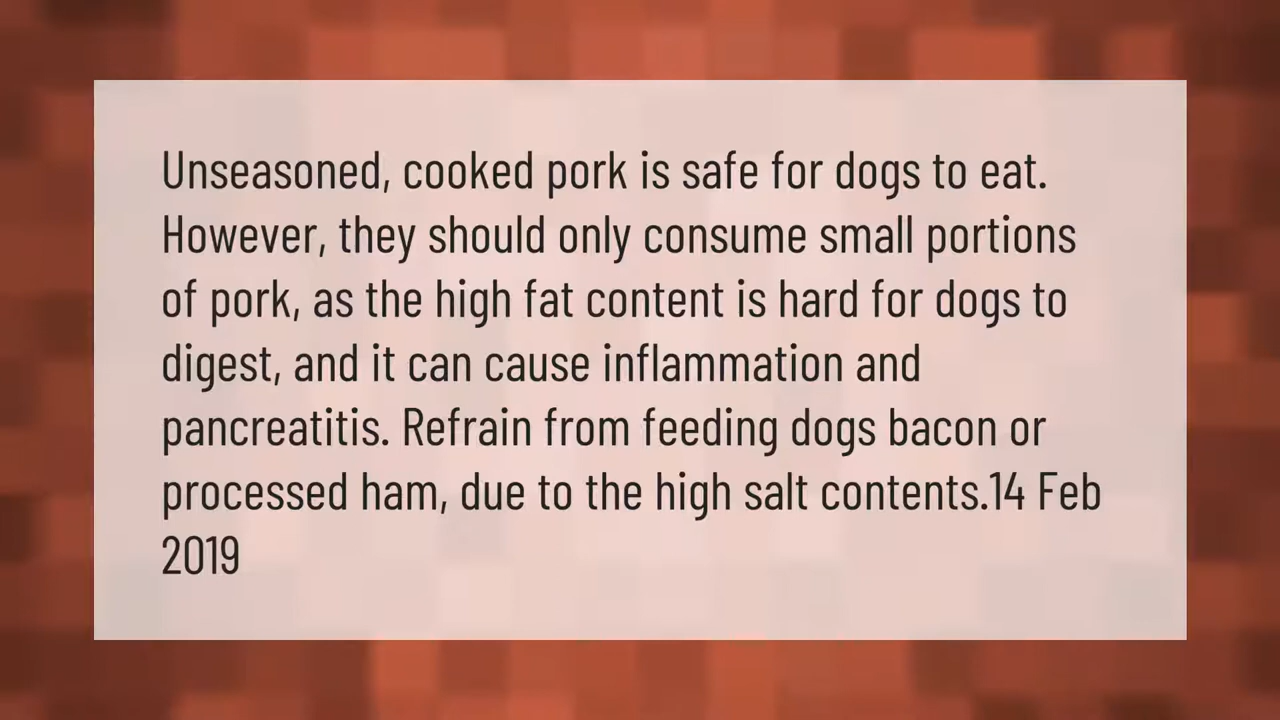 Unseasoned, cooked pork is safe for dogs to eat.
However, they should only consume small portions
of pork, as the high fat content is hard for dogs to
digest, and it can cause inflammation and
pancreatitis. Refrain from feeding dogs bacon or
processed ham, due to the high salt contents.14 Feb
2019